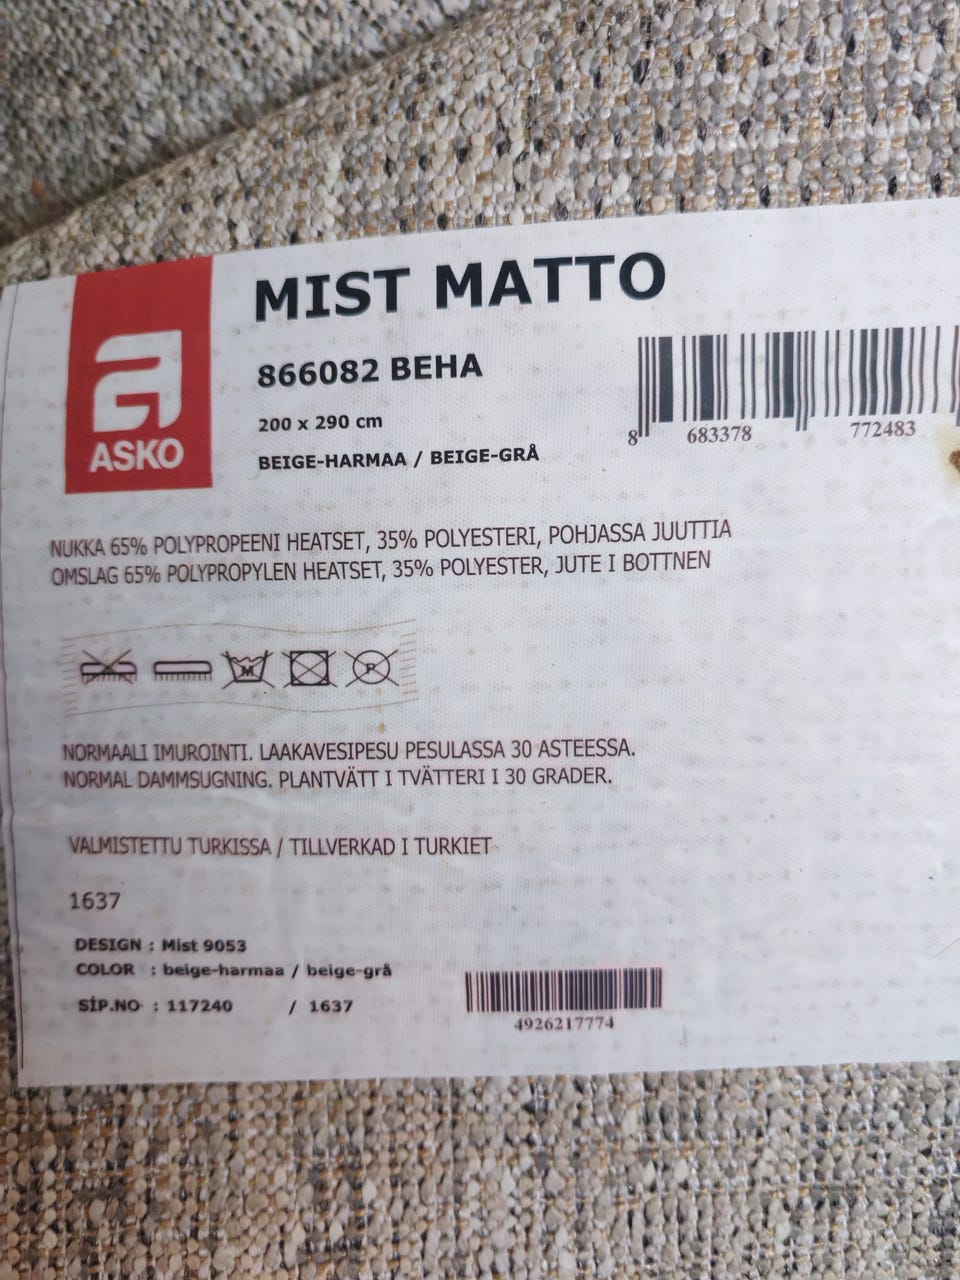 MIST MATTO
ASKO
866082 BEHA
200 x 290 cm
BEIGE-HARMAA / BEIGE-GRÅ
8 683378 772483
NUKKA 65% POLYPROPEENI HEATSET, 35% POLYESTERI, POHJASSA JUUTTIA
OMSLAG 65% POLYPROPYLEN HEATSET, 35% POLYESTER, JUTE I BOTTNEN
M P
NORMAALI IMUROINTI. LAAKAVESIPESU PESULASSA 30 ASTEESSA.
NORMAL DAMMSUGNING. PLANTVÄTT I TVÄTTERI I 30 GRADER.
VALMISTETTU TURKISSA / TILLVERKAD I TURKIET
1637
DESIGN : Mist 9053
COLOR : beige-harmaa / beige-grå
SİP.NO : 117240 / 1637
4926217774